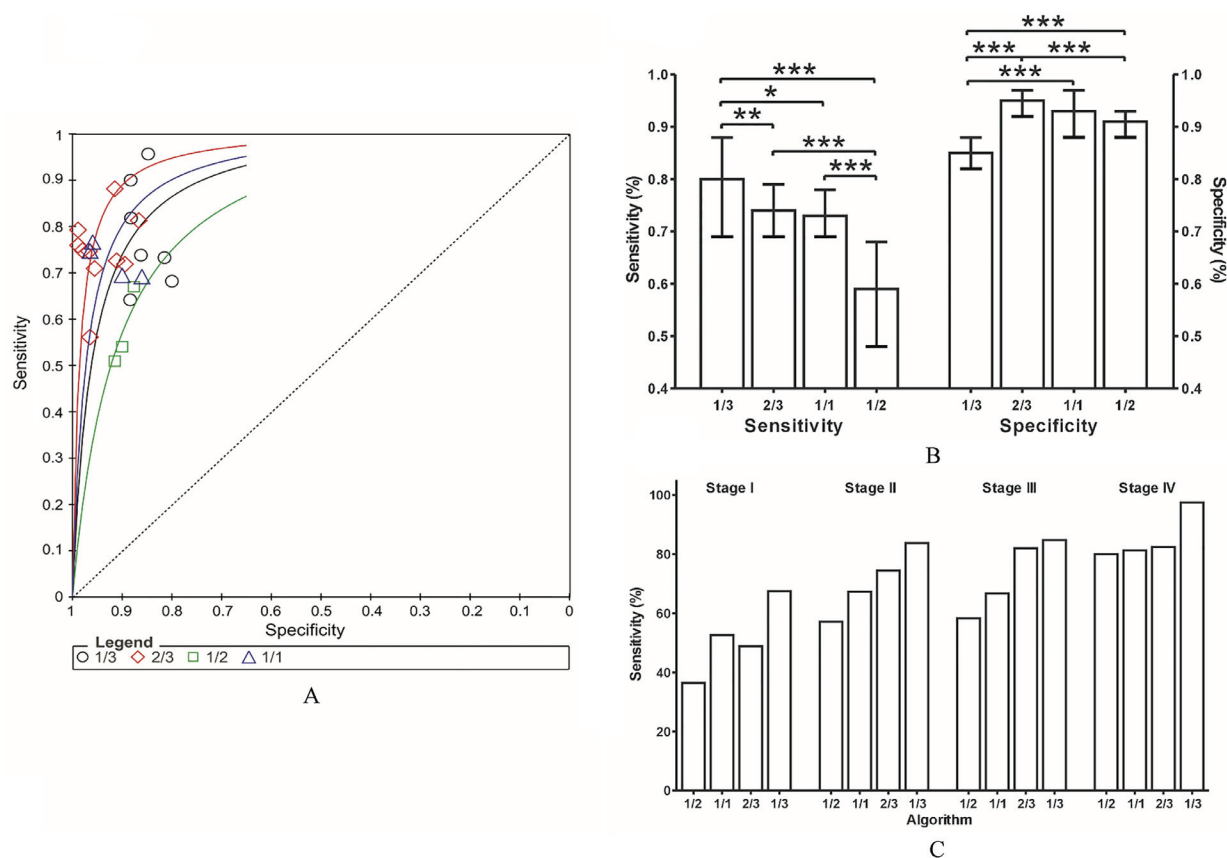 1
0.9
0.8
0.7
0.6
0.5
0.4
0.3
0.2
0.1
0
Sensitivity
1 0.9 0.8 0.7 0.6 0.5 0.4 0.3 0.2 0.1 0
Specificity
Legend
1/3 2/3 1/2 1/1
A
*** ***
* *** ***
** *** ***
***
1.0 1.0
0.9 0.9
0.8 0.8
0.7 0.7
0.6 0.6
0.5 0.5
0.4 0.4
Sensitivity (%)
Specificity (%)
1/3 2/3 1/1 1/2 1/3 2/3 1/1 1/2
Sensitivity Specificity
B
Stage I Stage II Stage III Stage IV
100
80
60
40
20
0
Sensitivity (%)
1/2 1/1 2/3 1/3 1/2 1/1 2/3 1/3 1/2 1/1 2/3 1/3 1/2 1/1 2/3 1/3
Algorithm
C